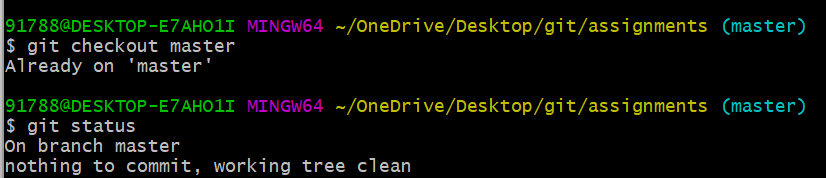 91788@DESKTOP-E7AHO1I MINGW64 ~/OneDrive/Desktop/git/assignments (master)
$ git checkout master
Already on 'master'
91788@DESKTOP-E7AHO1I MINGW64 ~/OneDrive/Desktop/git/assignments (master)
$ git status
On branch master
nothing to commit, working tree clean